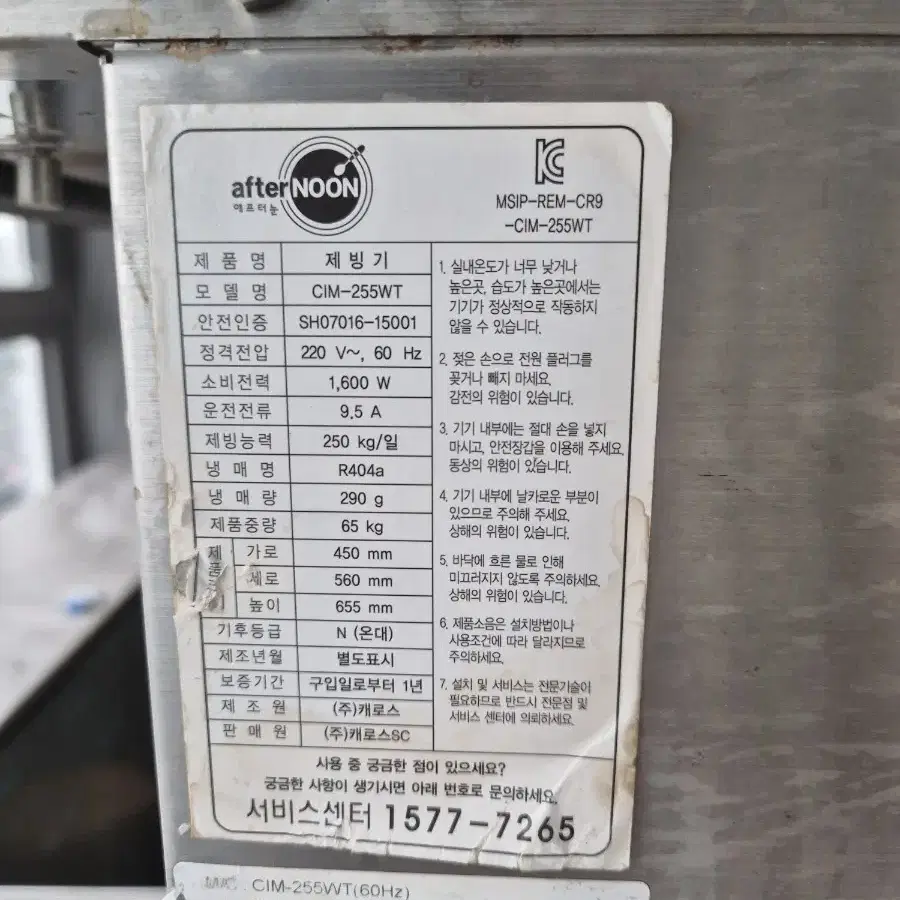 afterNOON
애프터눈
KC
MSIP-REM-CR9
-CIM-255WT
제품명 제빙기
모델명 CIM-255WT
안전인증 SH07016-15001
정격전압 220 V~, 60 Hz
소비전력 1,600 W
운전전류 9.5 A
제빙능력 250 kg/일
냉매명 R404a
냉매량 290 g
제품중량 65 kg
제품 가로 450 mm
세로 560 mm
높이 655 mm
기후등급 N (온대)
제조년월 별도표시
보증기간 구입일로부터 1년
제조원 (주)캐로스
판매원 (주)캐로스SC
1. 실내온도가 너무 낮거나
높은곳, 습도가 높은곳에서는
기기가 정상적으로 작동하지
않을 수 있습니다.
2. 젖은 손으로 전원 플러그를
꽂거나 빼지 마세요.
감전의 위험이 있습니다.
3. 기기 내부에는 절대 손을 넣지
마시고, 안전장갑을 이용해 주세요.
동상의 위험이 있습니다.
4. 기기 내부에 날카로운 부분이
있으므로 주의해 주세요.
상해의 위험이 있습니다.
5. 바닥에 흐른 물로 인해
미끄러지지 않도록 주의하세요.
상해의 위험이 있습니다.
6. 제품소음은 설치방법이나
사용조건에 따라 달라지므로
주의하세요.
7. 설치 및 서비스는 전문기술이
필요하므로 반드시 전문점 및
서비스 센터에 의뢰하세요.
사용 중 궁금한 점이 있으세요?
궁금한 사항이 생기시면 아래 번호로 문의하세요.
서비스센터 1577-7265
CIM-255WT(60Hz)